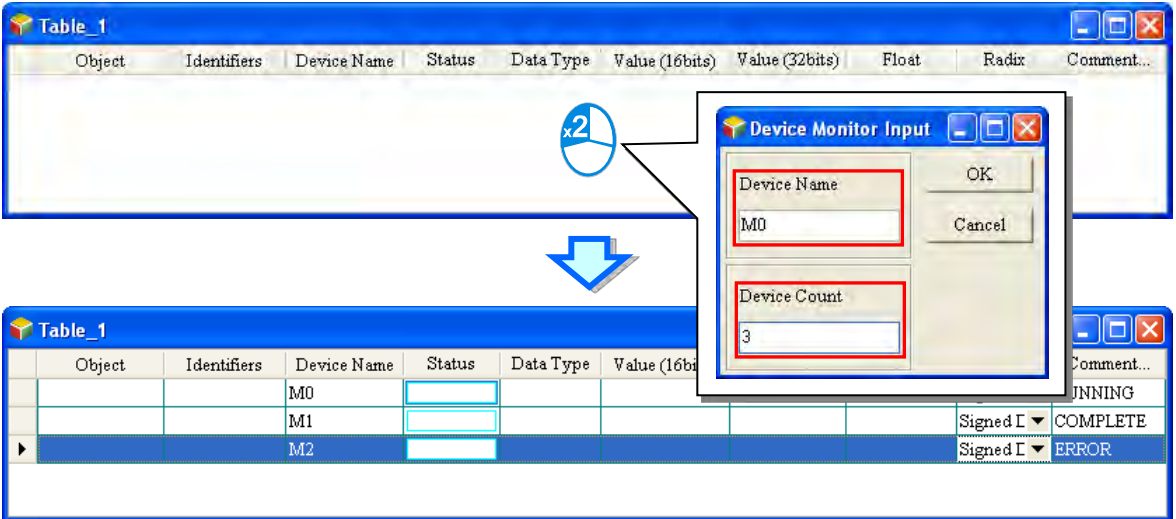 Table_1
Object Identifiers Device Name Status Data Type Value (16bits) Value (32bits) Float Radix Comment...
x2
Device Monitor Input
Device Name
OK
M0
Cancel
Device Count
3
Table_1
Object Identifiers Device Name Status Data Type Value (16bi Comment...
M0 UNNING
M1 Signed D COMPLETE
M2 Signed D ERROR